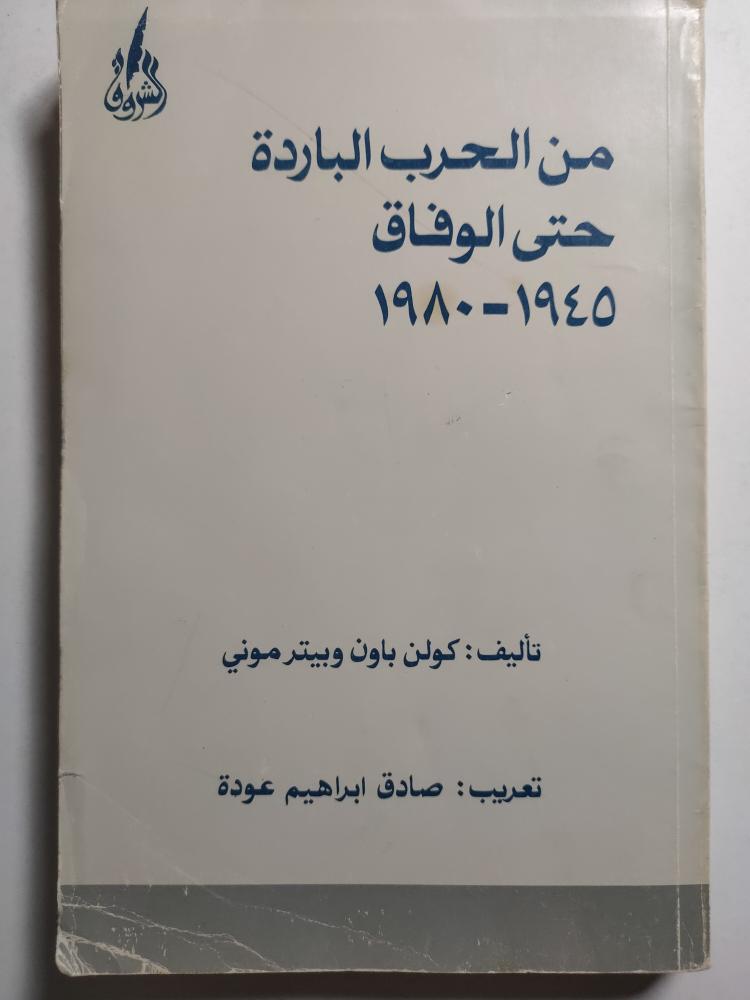 الشروق
من الحرب الباردة
حتى الوفاق
١٩٤٥-١٩٨٠
تأليف: كولن باون وبيتر موني
تعريب: صادق ابراهيم عودة